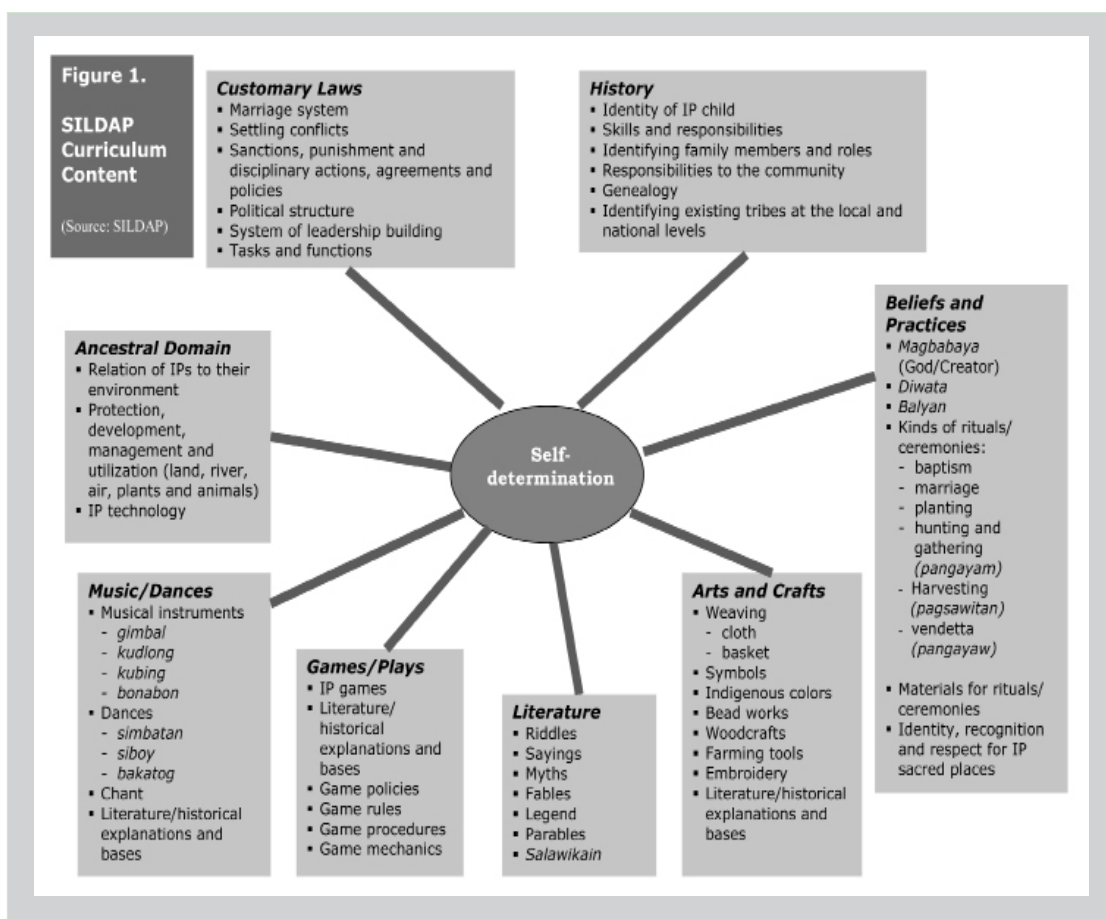 Figure 1.
SILDAP
Curriculum
Content
(Source: SILDAP)
Customary Laws
▪ Marriage system
▪ Settling conflicts
▪ Sanctions, punishment and
disciplinary actions, agreements and
policies
▪ Political structure
▪ System of leadership building
▪ Tasks and functions
History
▪ Identity of IP child
▪ Skills and responsibilities
▪ Identifying family members and roles
▪ Responsibilities to the community
▪ Genealogy
▪ Identifying existing tribes at the local and
national levels
Beliefs and
Practices
▪ Magbabaya
(God/Creator)
▪ Diwata
▪ Balyan
▪ Kinds of rituals/
ceremonies:
- baptism
- marriage
- planting
- hunting and
gathering
(pangayam)
- Harvesting
(pagsawitan)
- vendetta
(pangayaw)
▪ Materials for rituals/
ceremonies
▪ Identity, recognition
and respect for IP
sacred places
Ancestral Domain
▪ Relation of IPs to their
environment
▪ Protection,
development,
management and
utilization (land, river,
air, plants and animals)
▪ IP technology
Self-
determination
Music/Dances
▪ Musical instruments
- gimbal
- kudlong
- kubing
- bonabon
▪ Dances
- simbatan
- siboy
- bakatog
▪ Chant
▪ Literature/historical
explanations and
bases
Games/Plays
▪ IP games
▪ Literature/
historical
explanations and
bases
▪ Game policies
▪ Game rules
▪ Game procedures
▪ Game mechanics
Literature
▪ Riddles
▪ Sayings
▪ Myths
▪ Fables
▪ Legend
▪ Parables
▪ Salawikain
Arts and Crafts
▪ Weaving
- cloth
- basket
▪ Symbols
▪ Indigenous colors
▪ Bead works
▪ Woodcrafts
▪ Farming tools
▪ Embroidery
▪ Literature/historical
explanations and
bases